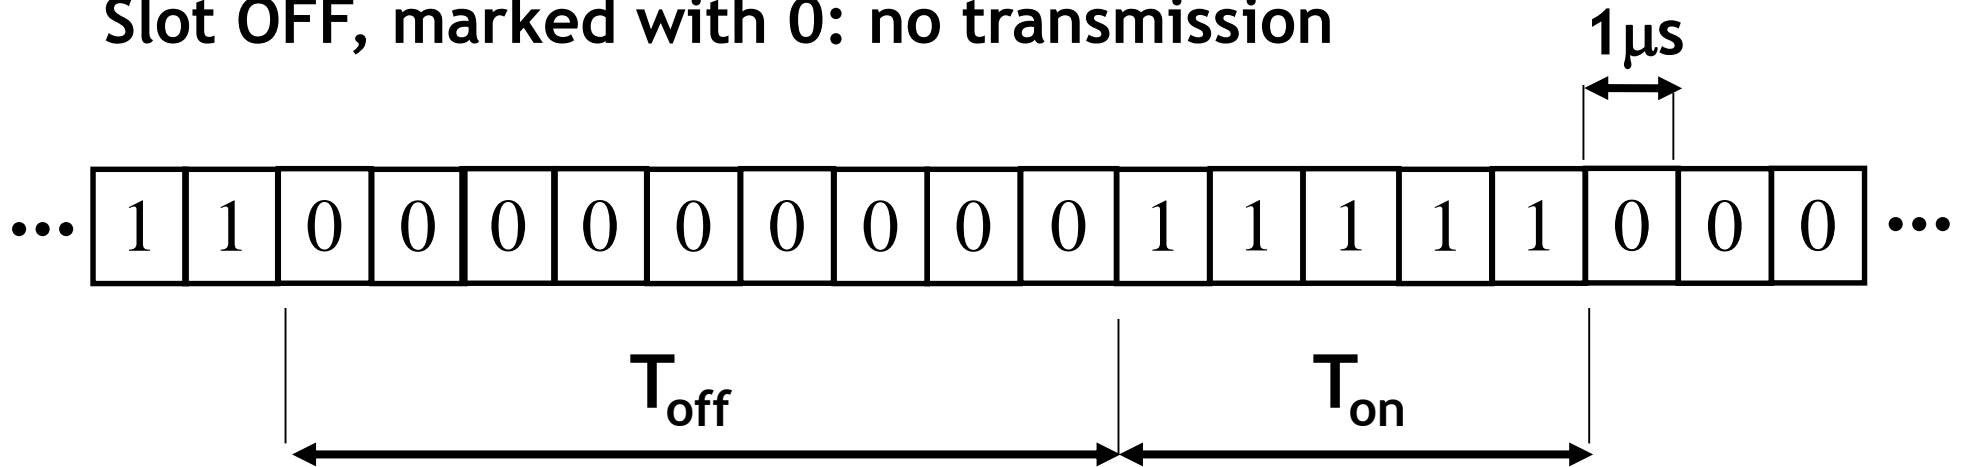 Slot OFF, marked with 0: no transmission
1μs
... 1 1 0 0 0 0 0 0 0 0 0 1 1 1 1 1 0 0 0 ...
Toff Ton